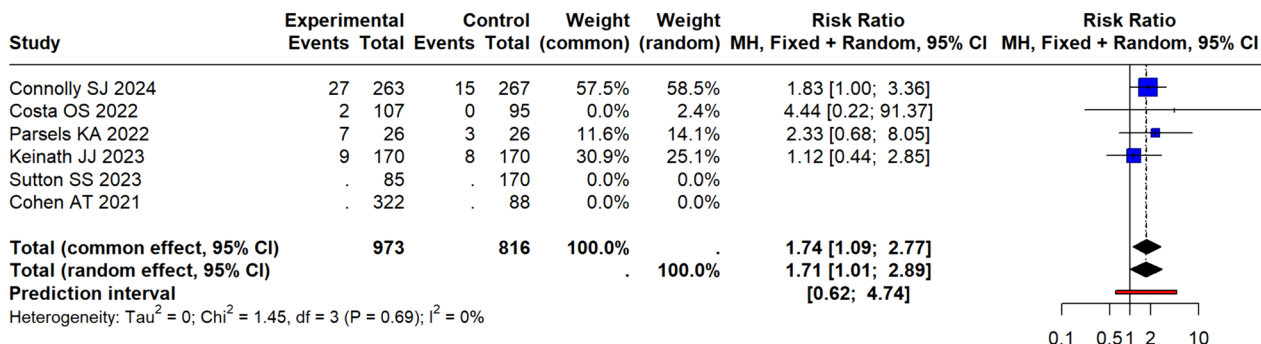 Experimental Control Weight Weight Risk Ratio Risk Ratio
Study Events Total Events Total (common) (random) MH, Fixed + Random, 95% CI MH, Fixed + Random, 95% CI
Connolly SJ 2024 27 263 15 267 57.5% 58.5% 1.83 [1.00; 3.36]
Costa OS 2022 2 107 0 95 0.0% 2.4% 4.44 [0.22; 91.37]
Parsels KA 2022 7 26 3 26 11.6% 14.1% 2.33 [0.68; 8.05]
Keinath JJ 2023 9 170 8 170 30.9% 25.1% 1.12 [0.44; 2.85]
Sutton SS 2023 . 85 . 170 0.0% 0.0%
Cohen AT 2021 . 322 . 88 0.0% 0.0%
Total (common effect, 95% CI) 973 816 100.0% . 1.74 [1.09; 2.77]
Total (random effect, 95% CI) . 100.0% 1.71 [1.01; 2.89]
Prediction interval [0.62; 4.74]
Heterogeneity: Tau² = 0; Chi² = 1.45, df = 3 (P = 0.69); I² = 0%
0.1 0.5 1 2 10